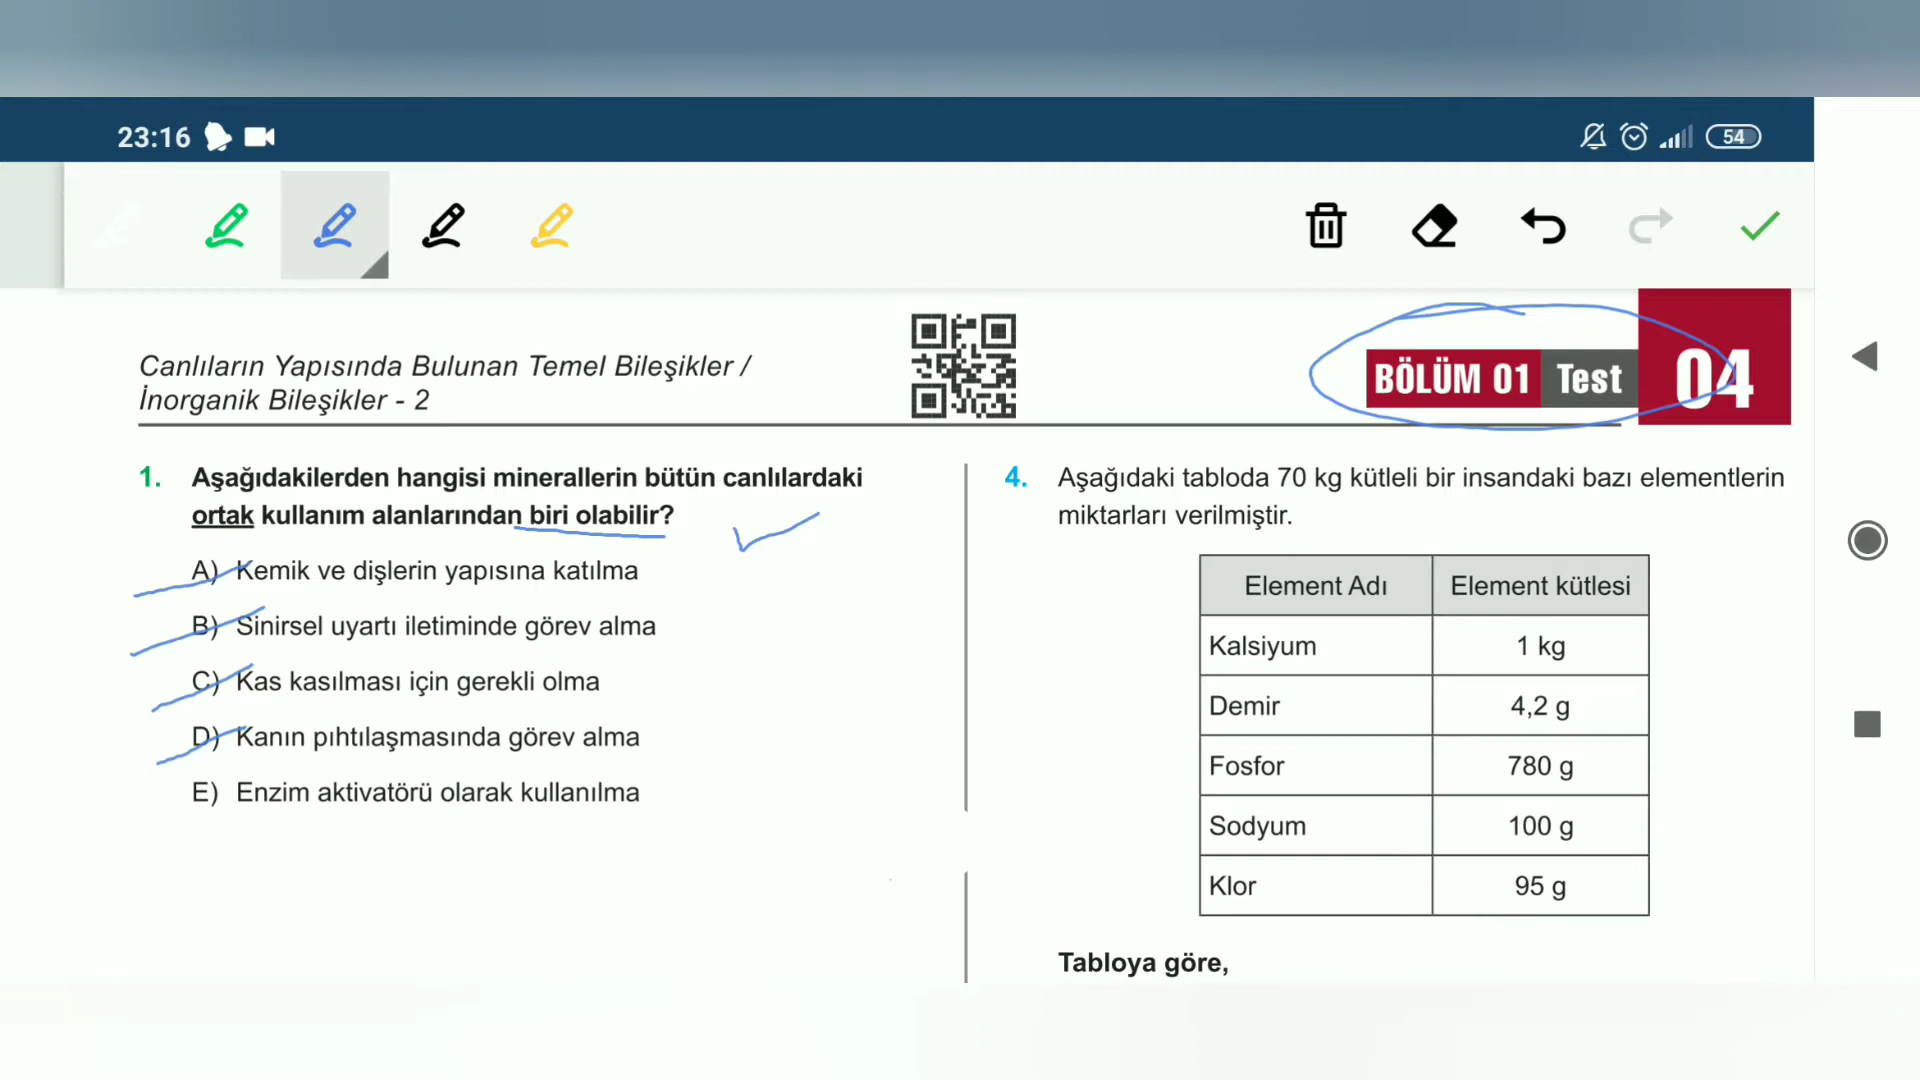 23:16
54
Canlıların Yapısında Bulunan Temel Bileşikler /
İnorganik Bileşikler - 2
BÖLÜM 01 Test 04
1. Aşağıdakilerden hangisi minerallerin bütün canlılardaki
ortak kullanım alanlarından biri olabilir?
A) Kemik ve dişlerin yapısına katılma
B) Sinirsel uyartı iletiminde görev alma
C) Kas kasılması için gerekli olma
D) Kanın pıhtılaşmasında görev alma
E) Enzim aktivatörü olarak kullanılma
4. Aşağıdaki tabloda 70 kg kütleli bir insandaki bazı elementlerin
miktarları verilmiştir.
Element Adı Element kütlesi
Kalsiyum 1 kg
Demir 4,2 g
Fosfor 780 g
Sodyum 100 g
Klor 95 g
Tabloya göre,